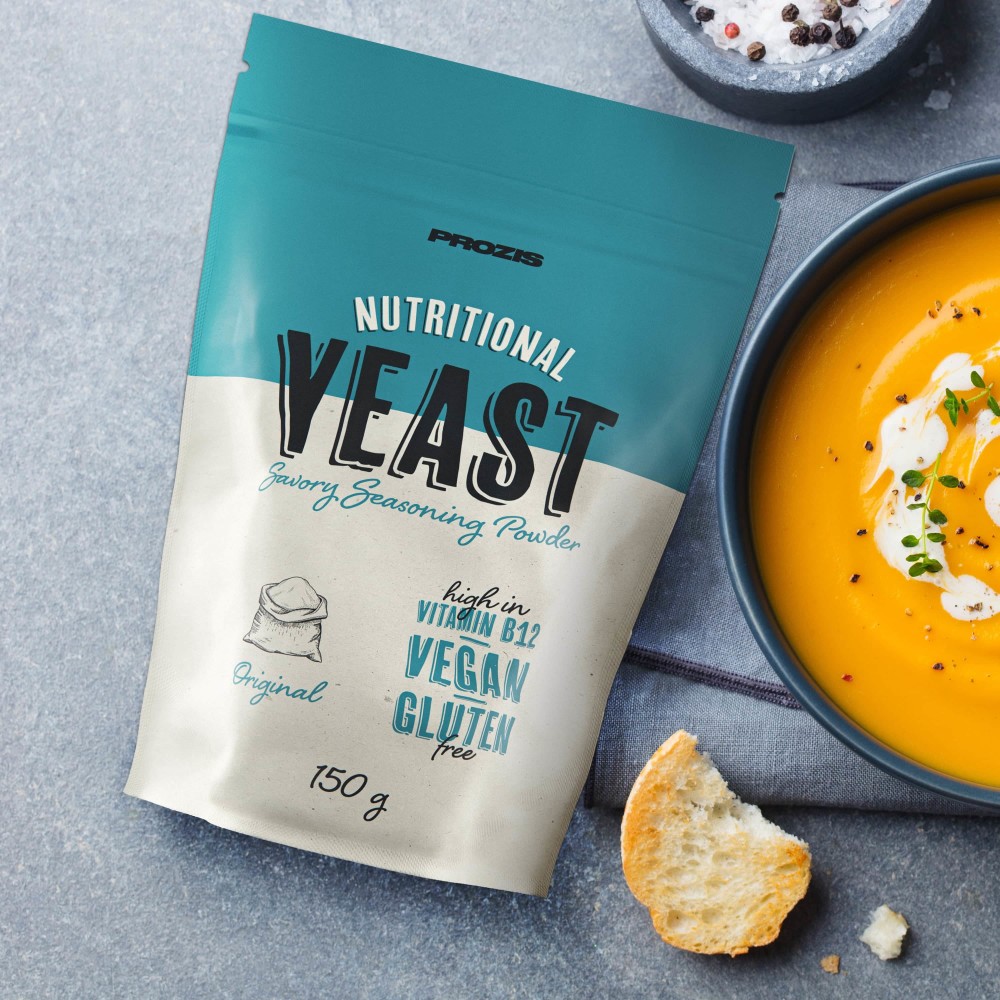 PROZIS
NUTRITIONAL
YEAST
Savory Seasoning Powder
Original
high in
VITAMIN B12
VEGAN
GLUTEN
free
150 g